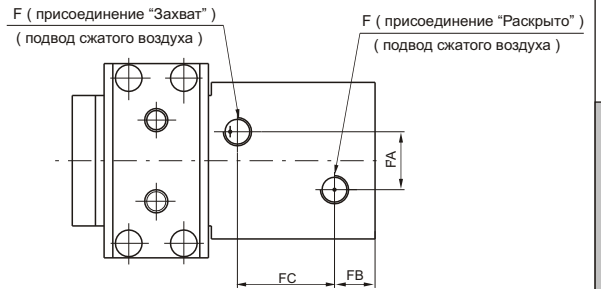 F ( присоединение “Захват” )
( подвод сжатого воздуха )
F ( присоединение “Раскрыто” )
( подвод сжатого воздуха )
FA
FC
FB